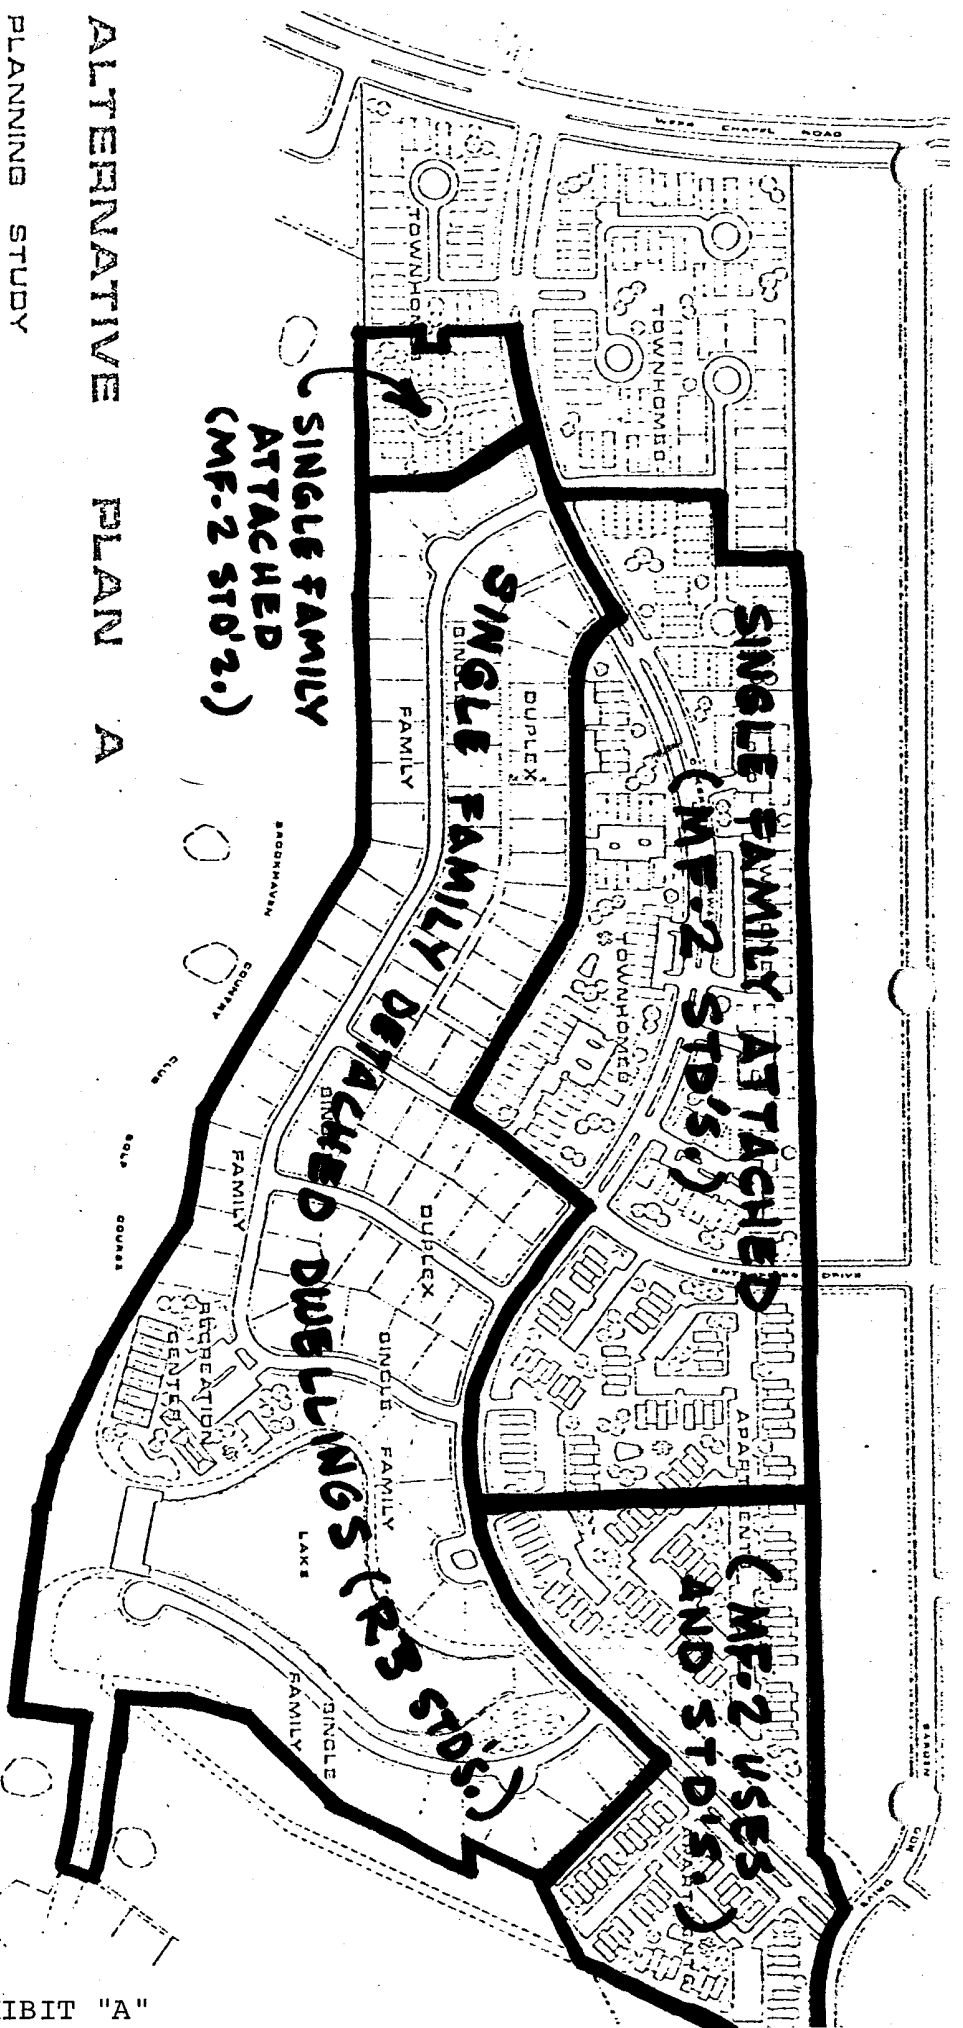 ALTERNATIVE PLAN A
PLANNING STUDY
WEBB CHAPEL ROAD
TOWNHOMES
TOWNHOMES
SINGLE FAMILY
ATTACHED
(MF-2 STD'S.)
SINGLE FAMILY ATTACHED
(MF-2 STD'S.)
TOWNHOMES
SINGLE FAMILY DETACHED DWELLINGS (R3 STDS.)
DUPLEX
SINGLE
FAMILY
BROOKHAVEN
COUNTRY
CLUB
GOLF
COURSE
SINGLE
FAMILY
DUPLEX
SINGLE FAMILY
RECREATION
CENTER
LAKE
SINGLE
FAMILY
DRIVE
APARTMENTS
(MF-2 USES
AND STD'S.)
DRIVE
IBIT "A"